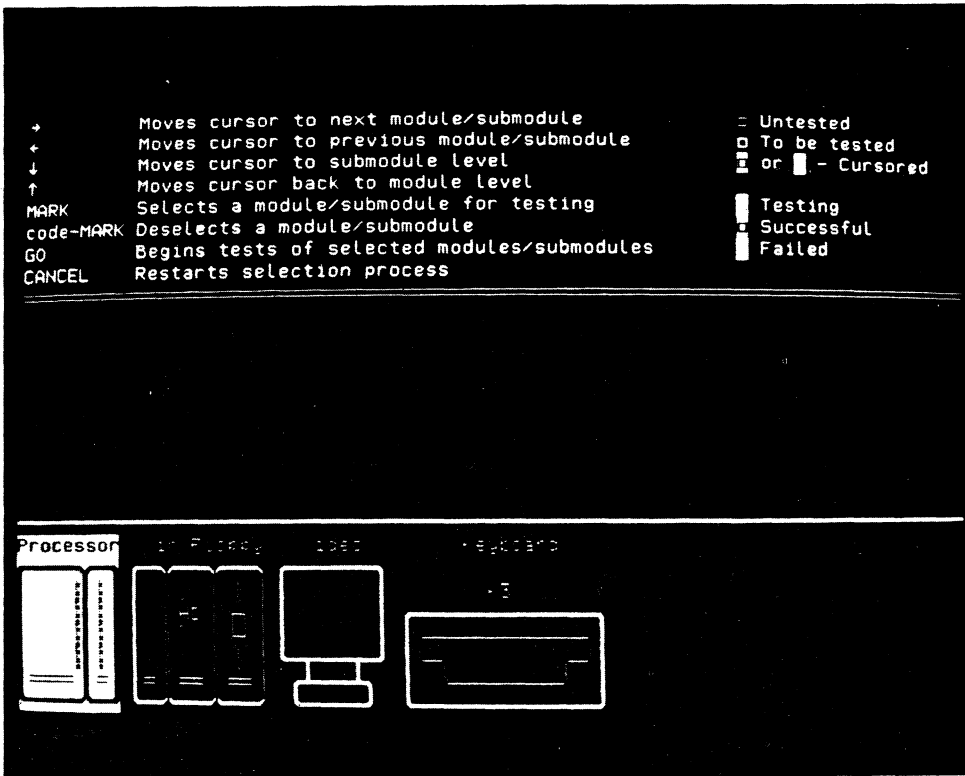 → Moves cursor to next module/submodule
← Moves cursor to previous module/submodule
↓ Moves cursor to submodule level
↑ Moves cursor back to module level
MARK Selects a module/submodule for testing
code-MARK Deselects a module/submodule
GO Begins tests of selected modules/submodules
CANCEL Restarts selection process
Untested
To be tested
or - Cursored
Testing
Successful
Failed
Processor Keyboard